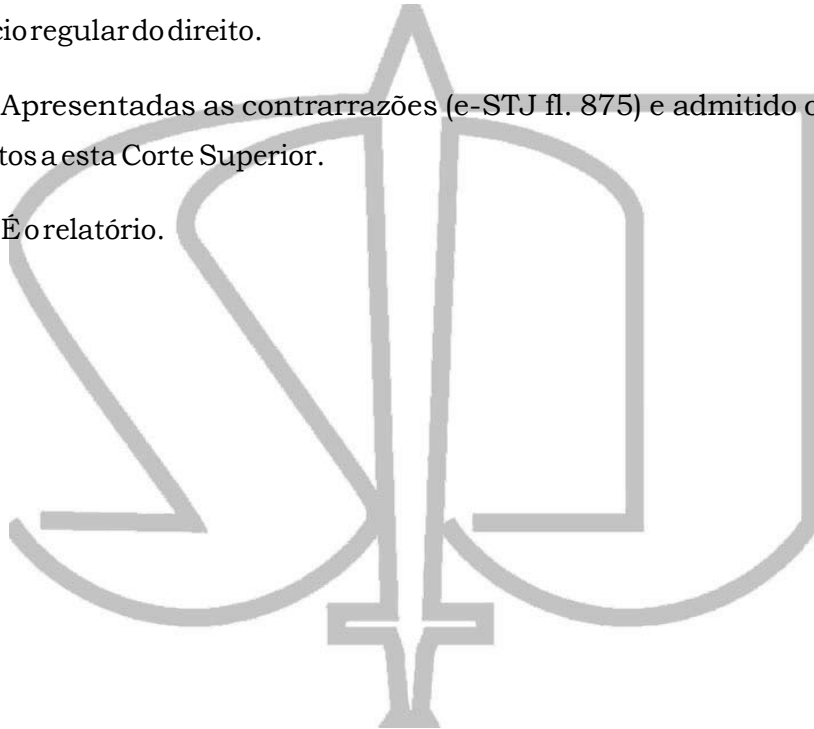 cio regular do direito.
Apresentadas as contrarrazões (e-STJ fl. 875) e admitido o
tos a esta Corte Superior.
É o relatório.